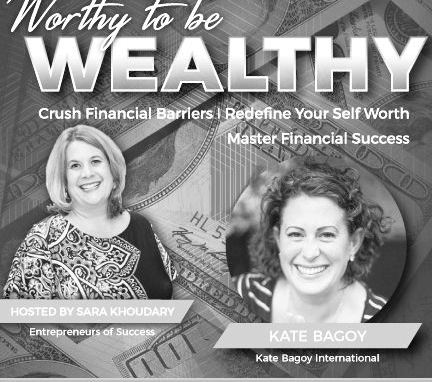 Worthy to be
WEALTHY
Crush Financial Barriers | Redefine Your Self Worth
Master Financial Success
HOSTED BY SARA KHOUDARY
Entrepreneurs of Success
KATE BAGOY
Kate Bagoy International